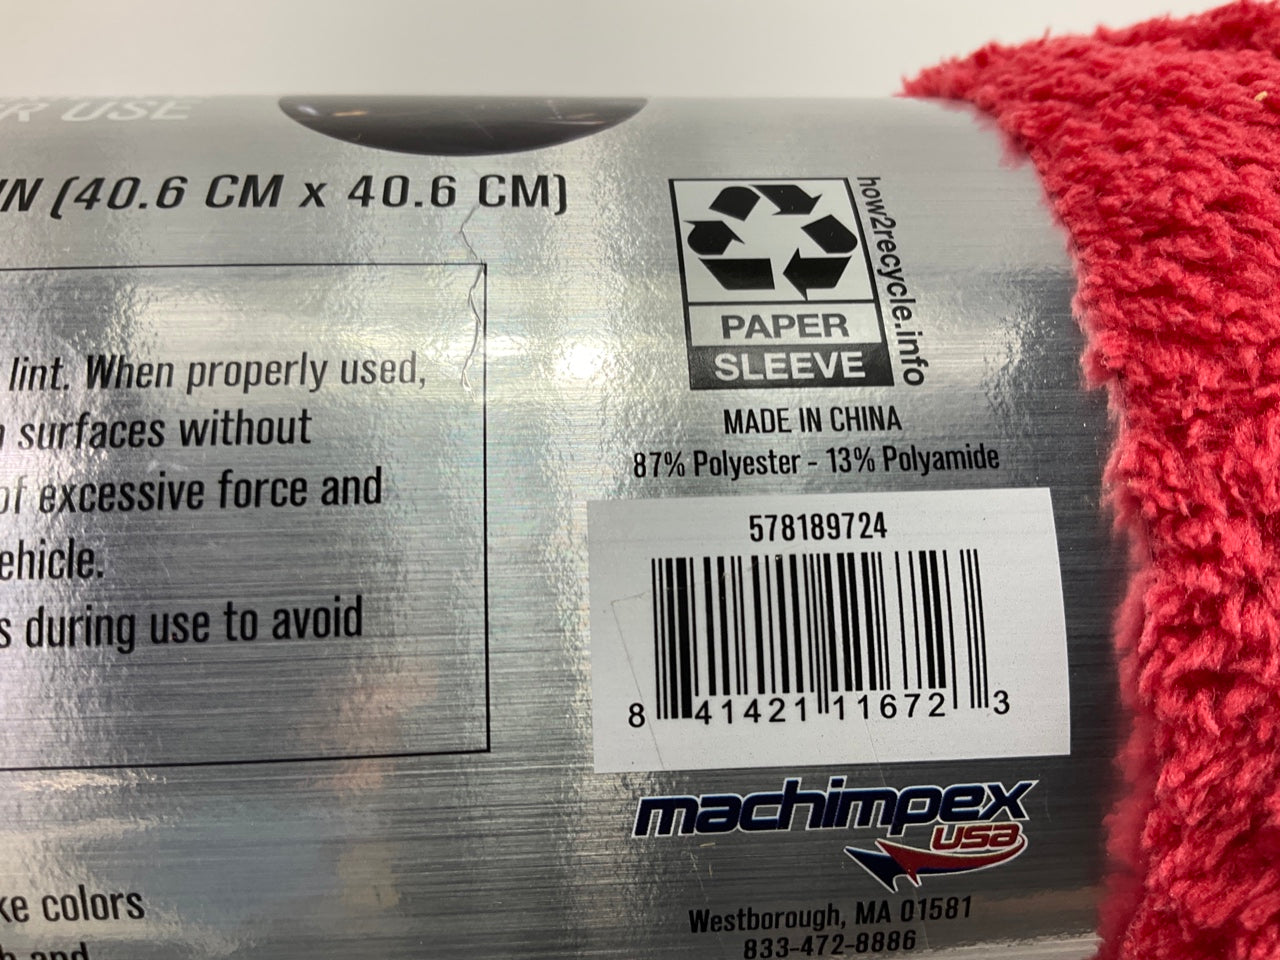 R USE
IN (40.6 CM x 40.6 CM)
lint. When properly used,
surfaces without
of excessive force and
ehicle.
s during use to avoid
ke colors
and
how2recycle.info
PAPER
SLEEVE
MADE IN CHINA
87% Polyester - 13% Polyamide
578189724
8 41421 11672 3
machimpex
usa
Westborough, MA 01581
833-472-8886